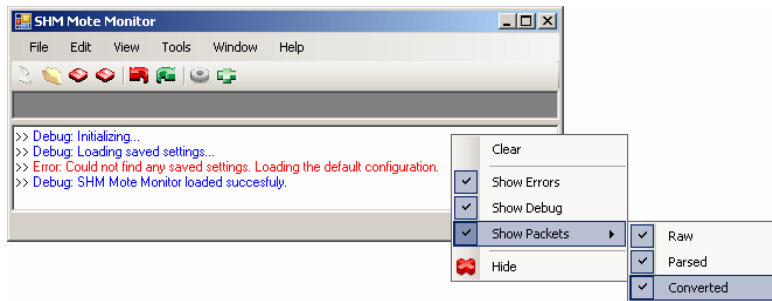 SHM Mote Monitor
File Edit View Tools Window Help
>> Debug: Initializing...
>> Debug: Loading saved settings...
>> Error: Could not find any saved settings. Loading the default configuration.
>> Debug: SHM Mote Monitor loaded succesfuly.
Clear
Show Errors
Show Debug
Show Packets
Hide
Raw
Parsed
Converted